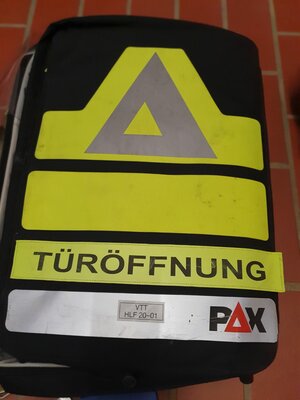 TÜRÖFFNUNG
VTT
HLF 20-01
PAX